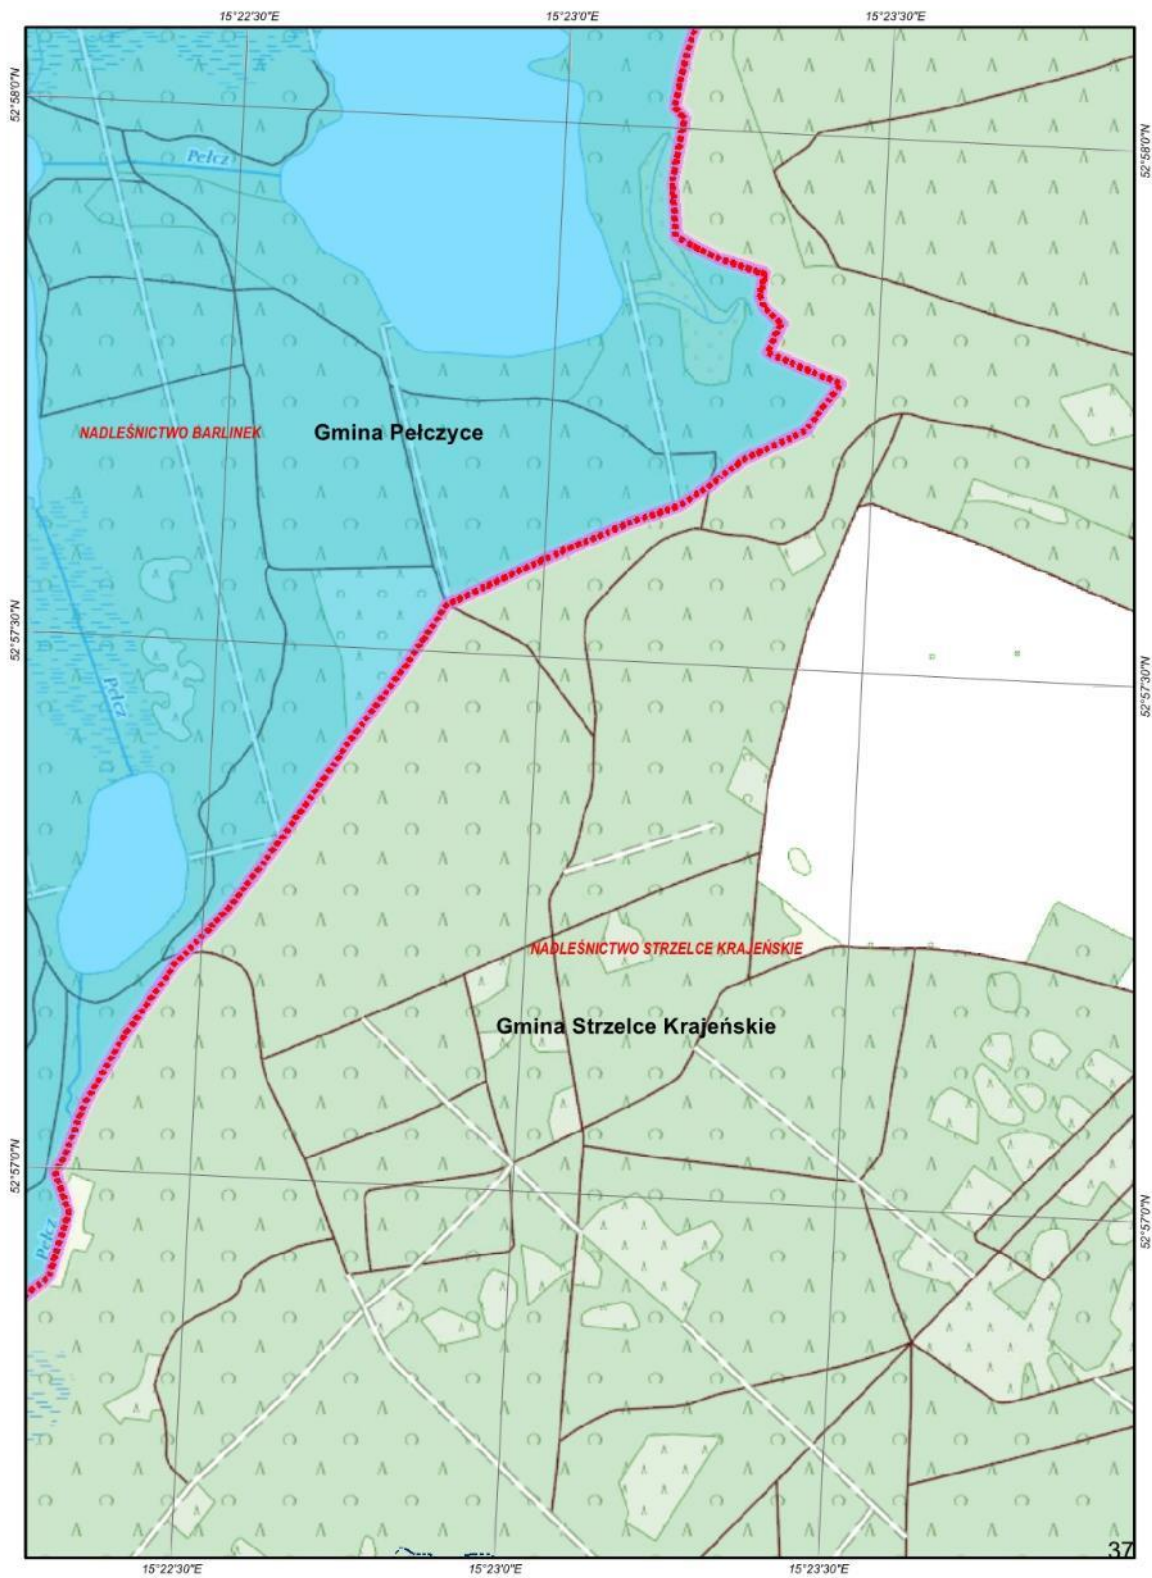 15°22'30"E 15°23'0"E 15°23'30"E
52°58'0"N
52°58'0"N
Pełcz
NADLEŚNICTWO BARLINEK
Gmina Pełczyce
52°57'30"N
52°57'30"N
Pełcz
NADLEŚNICTWO STRZELCE KRAJEŃSKIE
Gmina Strzelce Krajeńskie
52°57'0"N
52°57'0"N
Pełcz
37
15°22'30"E 15°23'0"E 15°23'30"E